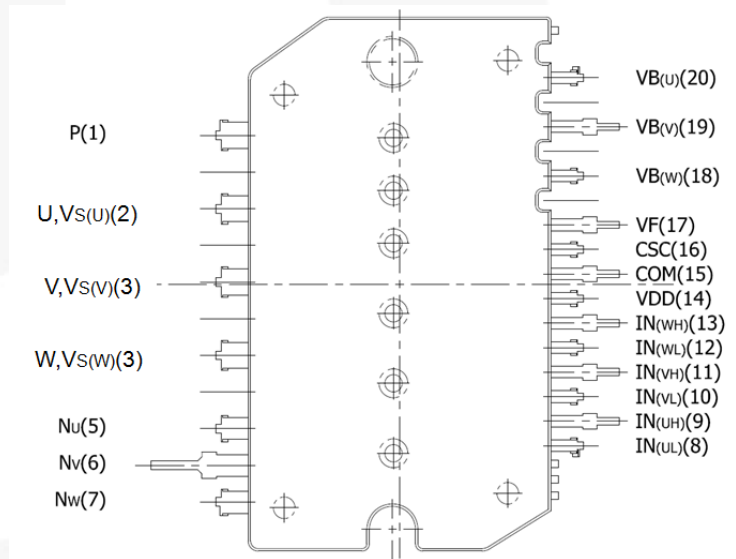 P(1)
U,VS(U)(2)
V,VS(V)(3)
W,VS(W)(3)
NU(5)
NV(6)
NW(7)
VB(U)(20)
VB(V)(19)
VB(W)(18)
VF(17)
CSC(16)
COM(15)
VDD(14)
IN(WH)(13)
IN(WL)(12)
IN(VH)(11)
IN(VL)(10)
IN(UH)(9)
IN(UL)(8)